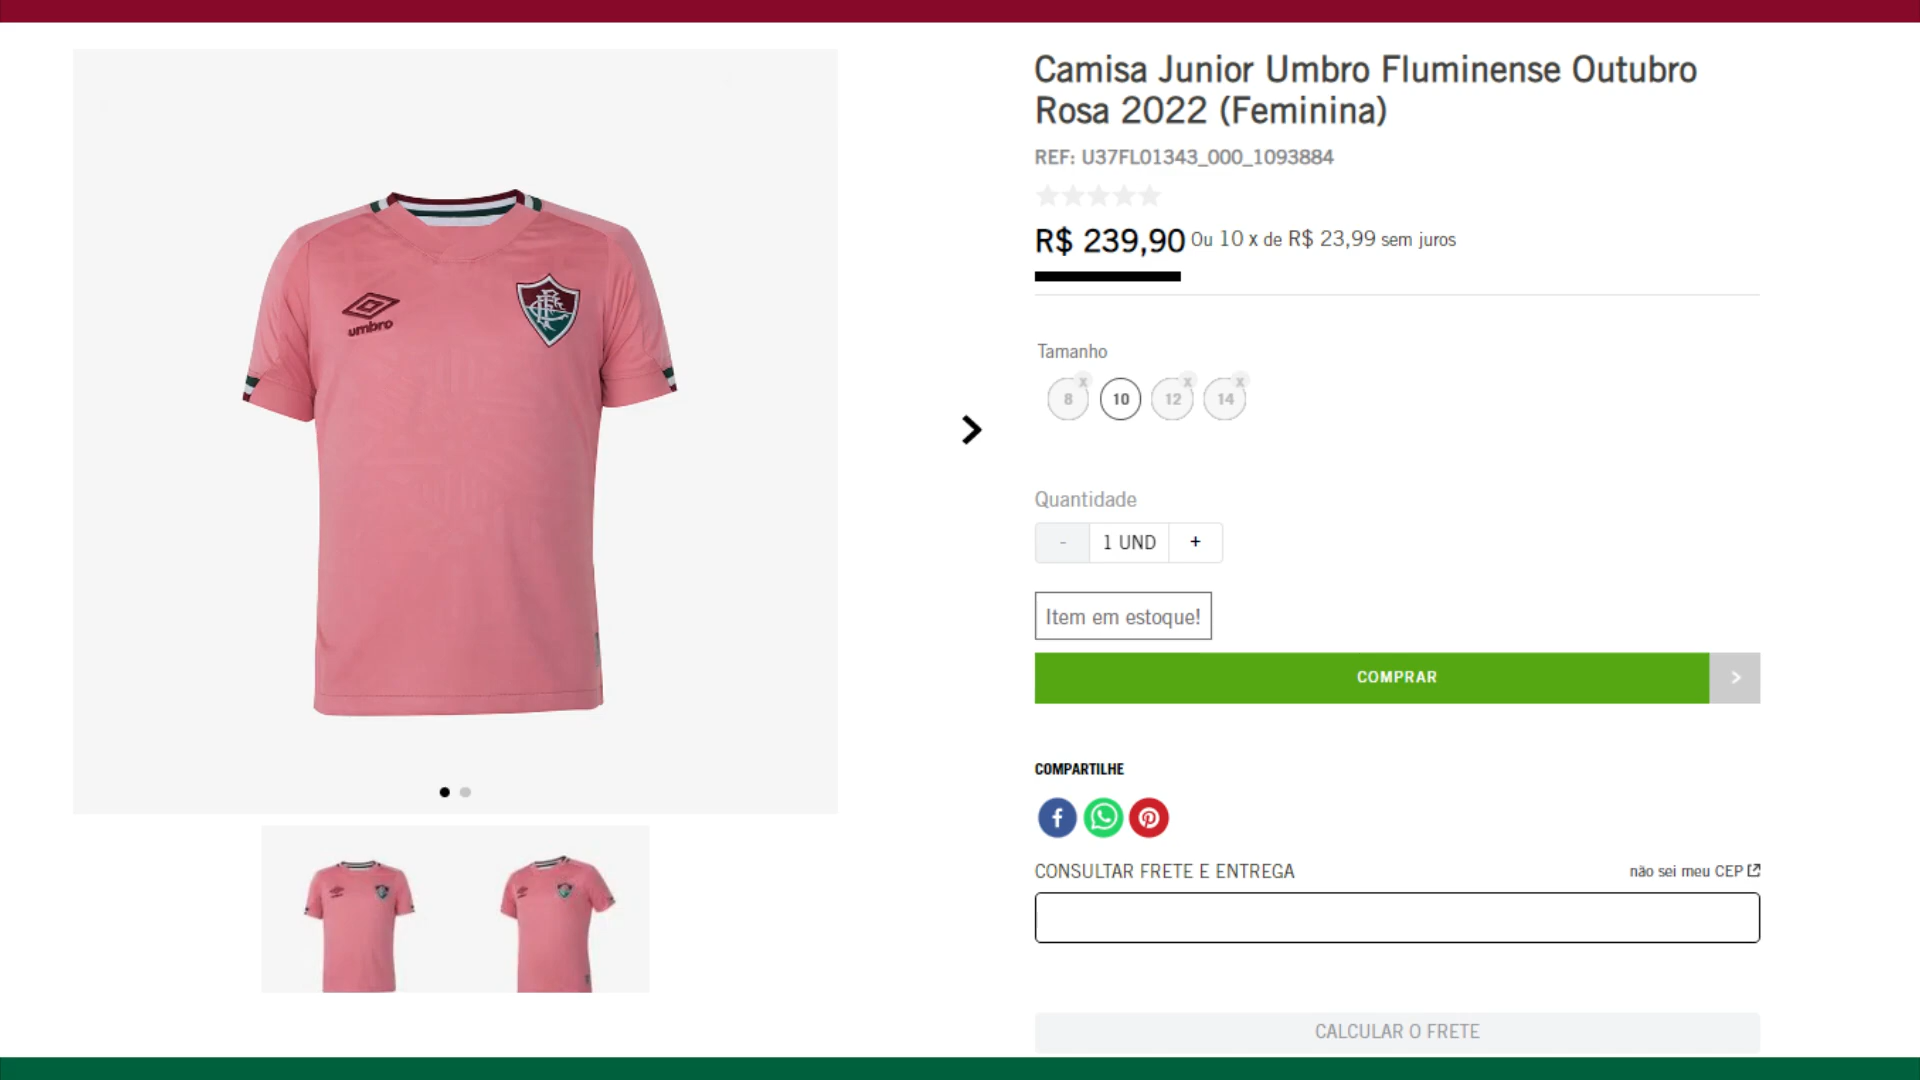 Camisa Junior Umbro Fluminense Outubro
Rosa 2022 (Feminina)
REF: U37FL01343_000_1093884
R$ 239,90 Ou 10 x de R$ 23,99 sem juros
umbro
Tamanho
8 x 10 12 x 14 x
Quantidade
- 1 UND +
Item em estoque!
COMPRAR >
COMPARTILHE
CONSULTAR FRETE E ENTREGA não sei meu CEP
CALCULAR O FRETE